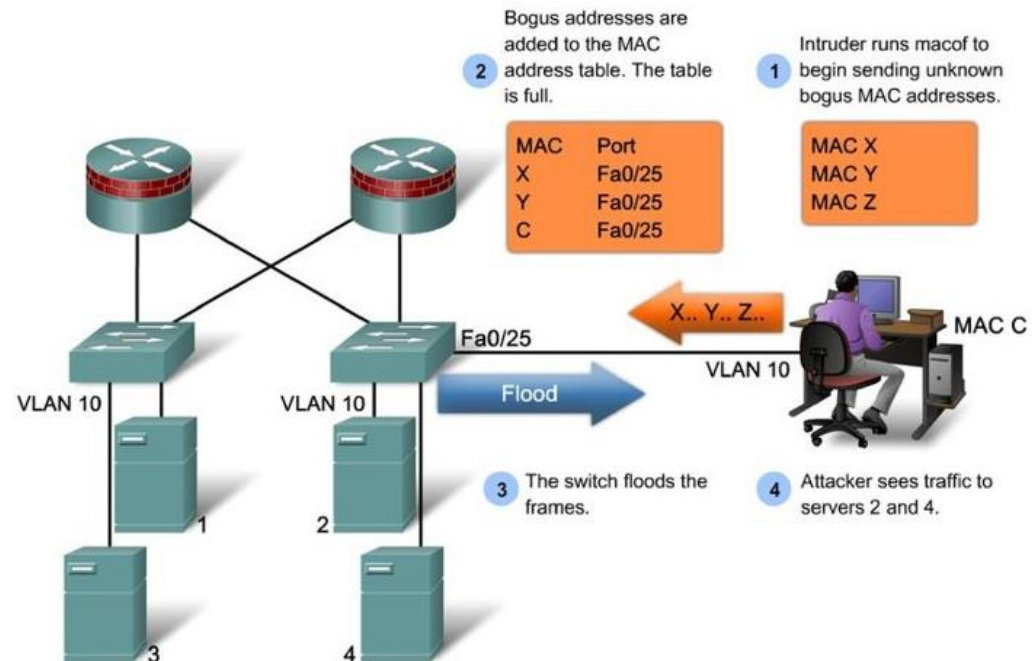 Bogus addresses are
added to the MAC
address table. The table
is full.
2
Intruder runs macof to
begin sending unknown
bogus MAC addresses.
1
MAC Port
X Fa0/25
Y Fa0/25
C Fa0/25
MAC X
MAC Y
MAC Z
X.. Y.. Z..
MAC C
Fa0/25
VLAN 10
Flood
VLAN 10
VLAN 10
3
The switch floods the
frames.
4
Attacker sees traffic to
servers 2 and 4.
1
2
3
4